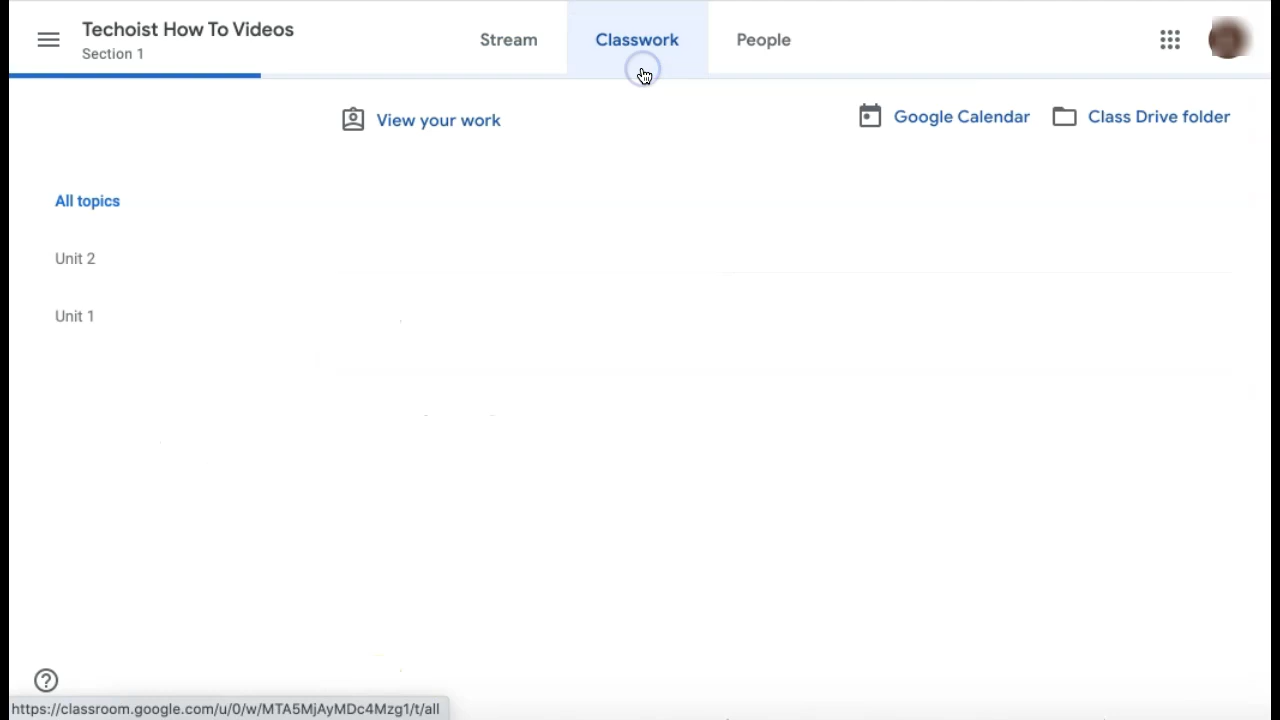 Techoist How To Videos
Section 1
Stream
Classwork
People
View your work
Google Calendar
Class Drive folder
All topics
Unit 2
Unit 1
https://classroom.google.com/u/0/w/MTA5MjAyMDc4Mzg1/t/all